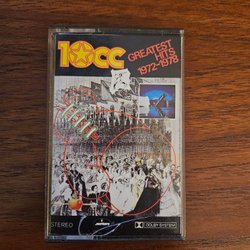 10cc
GREATEST
HITS
1972-1978
STEREO
DOLBY SYSTEM